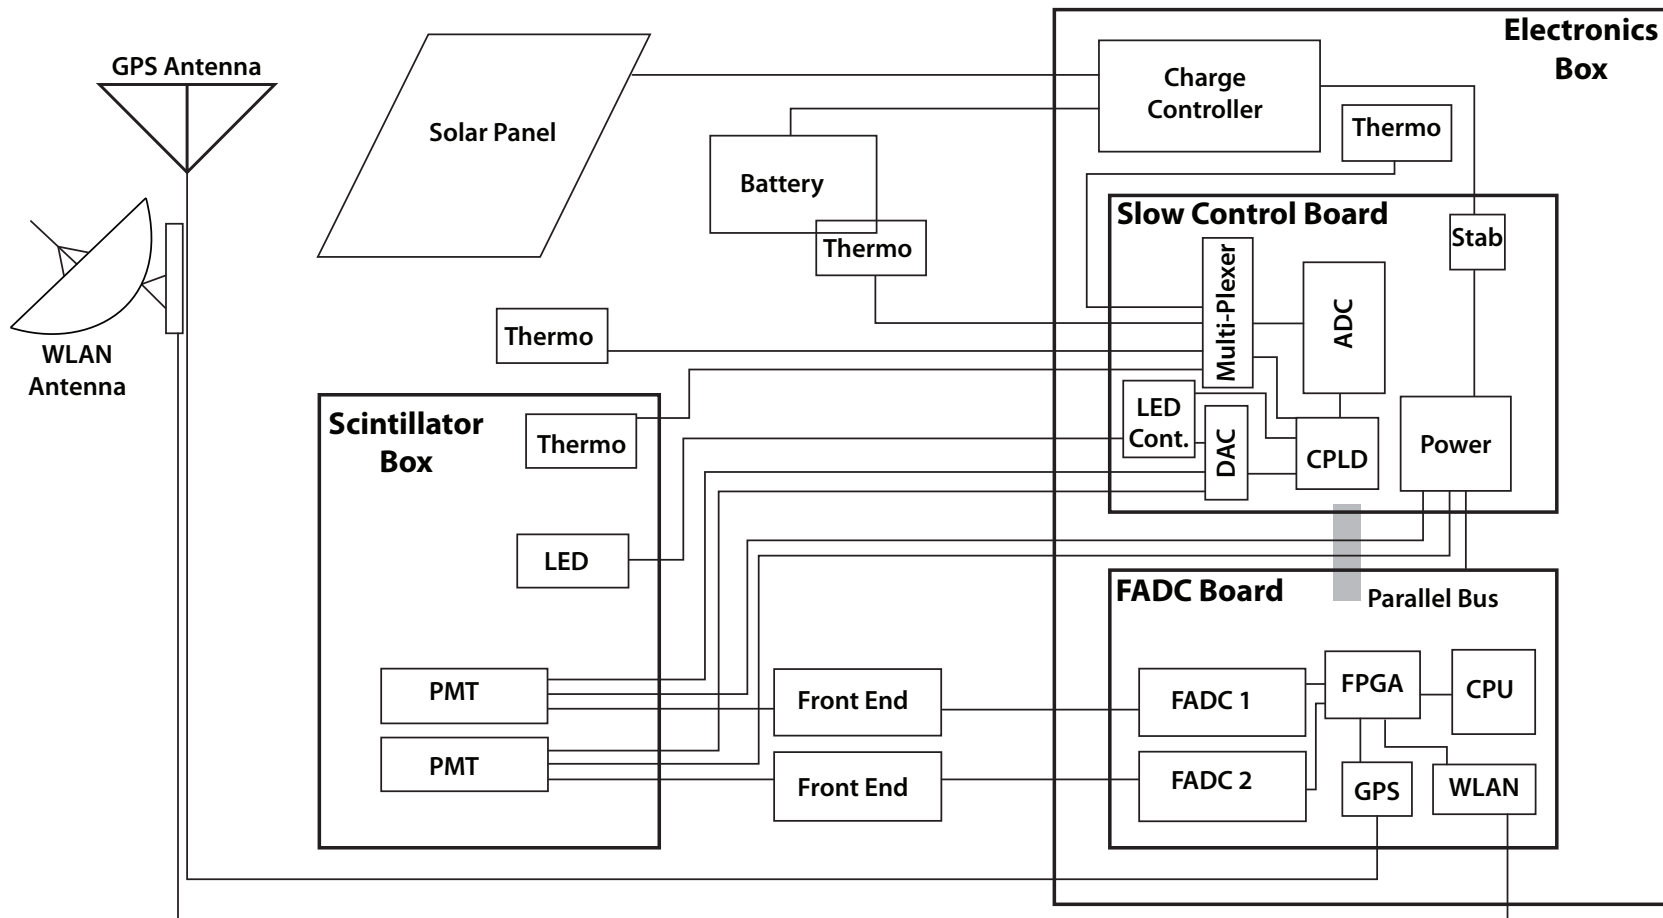 Electronics
Box
GPS Antenna
Solar Panel
Charge
Controller
Thermo
Battery
Thermo
Slow Control Board
Stab
Multi-Plexer
ADC
Thermo
WLAN
Antenna
LED
Cont.
DAC
CPLD
Power
Scintillator
Box
Thermo
LED
FADC Board
Parallel Bus
PMT
Front End
FADC 1
FPGA
CPU
PMT
Front End
FADC 2
GPS
WLAN